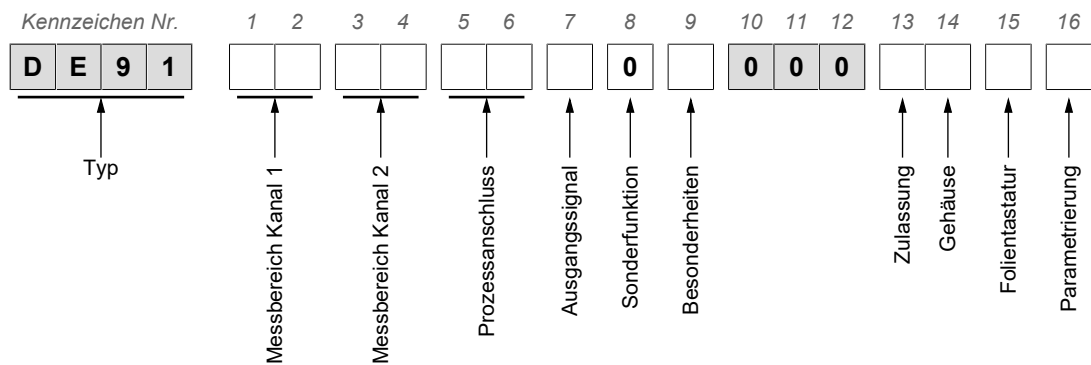 Kennzeichen Nr. 1 2 3 4 5 6 7 8 9 10 11 12 13 14 15 16
D E 9 1 0 0 0 0
Typ
Messbereich Kanal 1
Messbereich Kanal 2
Prozessanschluss
Ausgangssignal
Sonderfunktion
Besonderheiten
Zulassung
Gehäuse
Folientastatur
Parametrierung